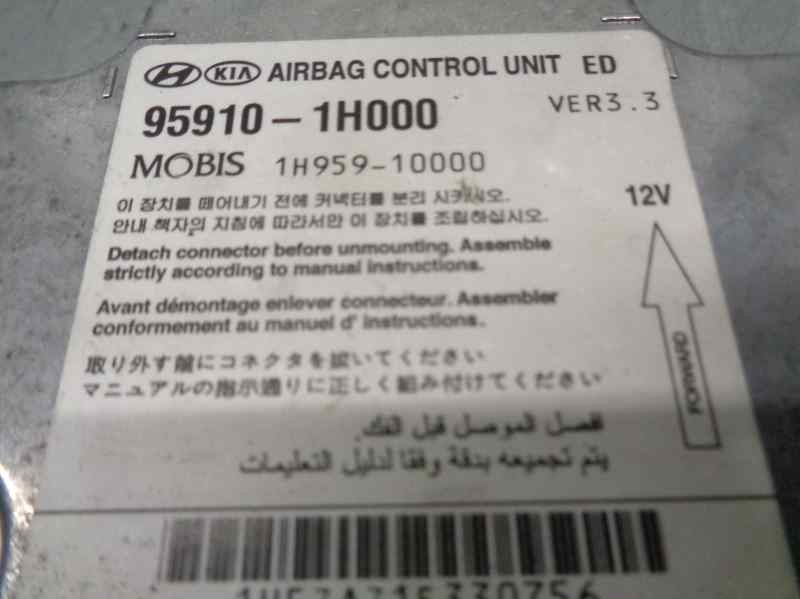 KIA AIRBAG CONTROL UNIT ED
95910-1H000 VER3.3
MOBIS 1H959-10000
이 장치를 떼어내기 전에 커넥터를 분리 시키십시오.
안내 책자의 지침에 따라서만 이 장치를 조립하십시오.
12V
Detach connector before unmounting. Assemble
strictly according to manual instructions.
Avant démontage enlever connecteur. Assembler
conformement au manuel d' instructions.
FORWARD
取り外す前にコネクタを抜いてください
マニュアルの指示通りに正しく組み付けてください
افصل الموصل قبل الفك.
يتم تجميعه بدقة وفقا لدليل التعليمات